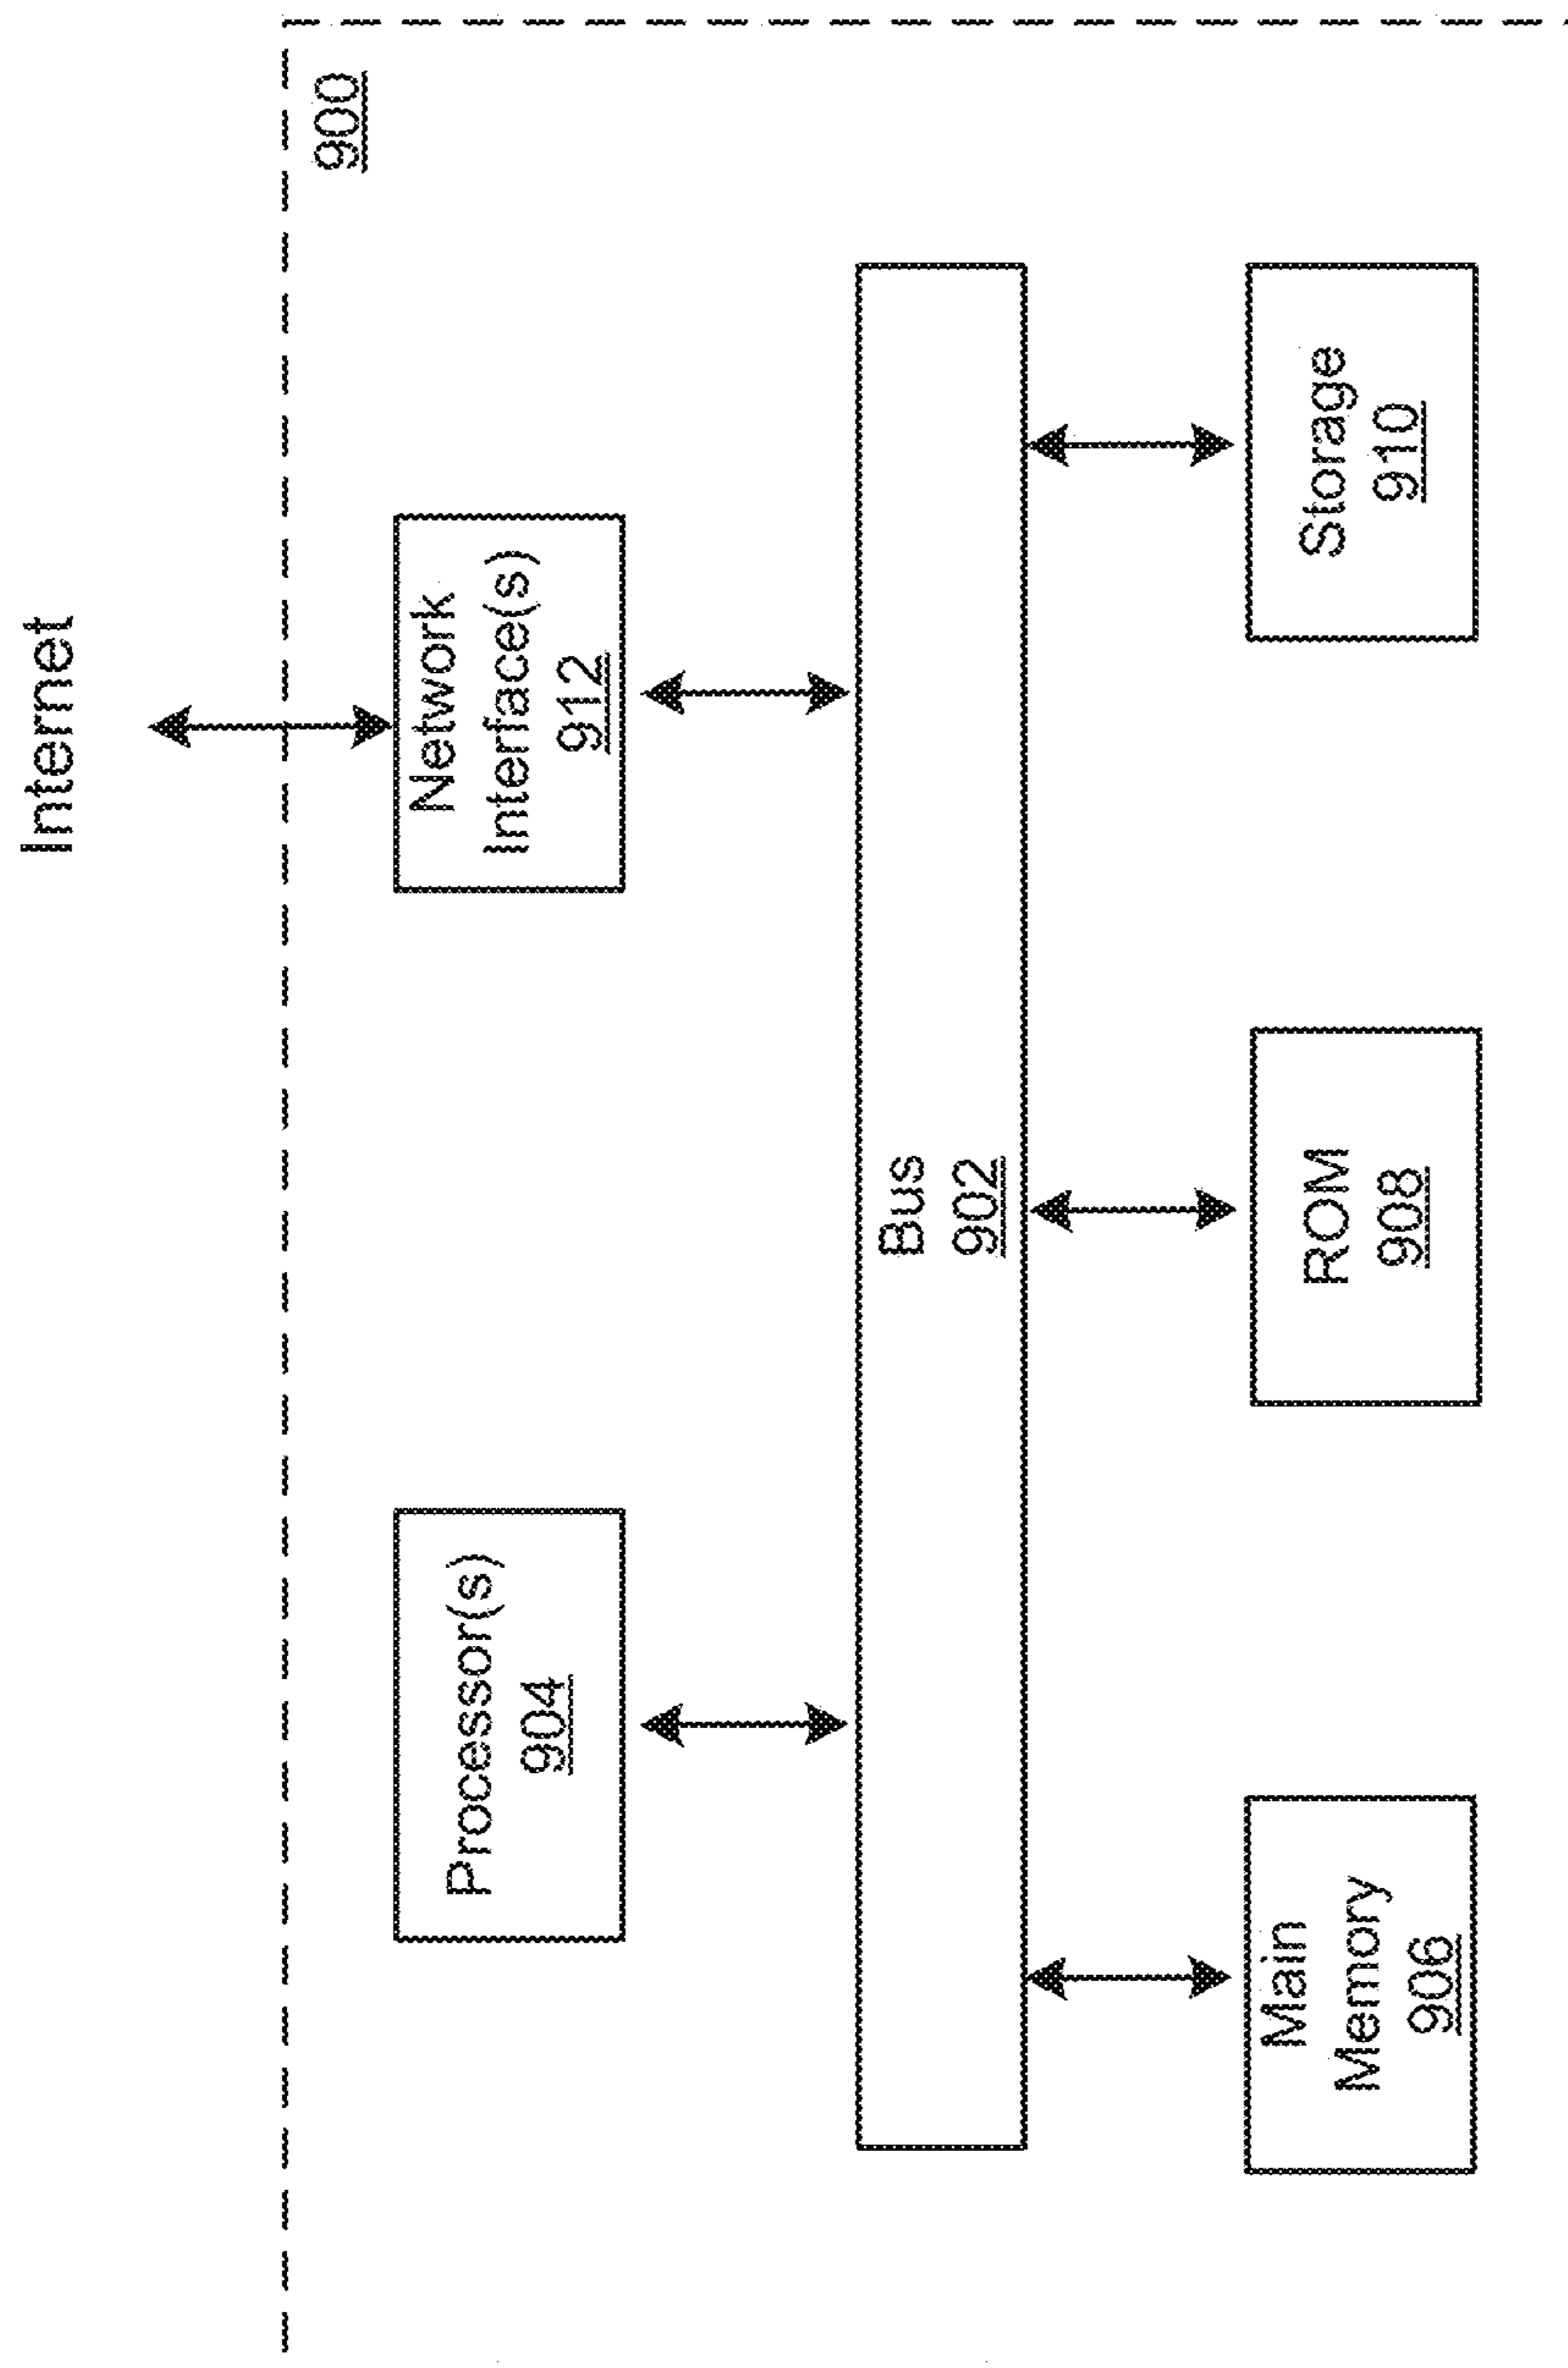 Internet
900
Processor(s)
904
Network
Interface(s)
912
Bus
902
Main
Memory
906
ROM
908
Storage
910